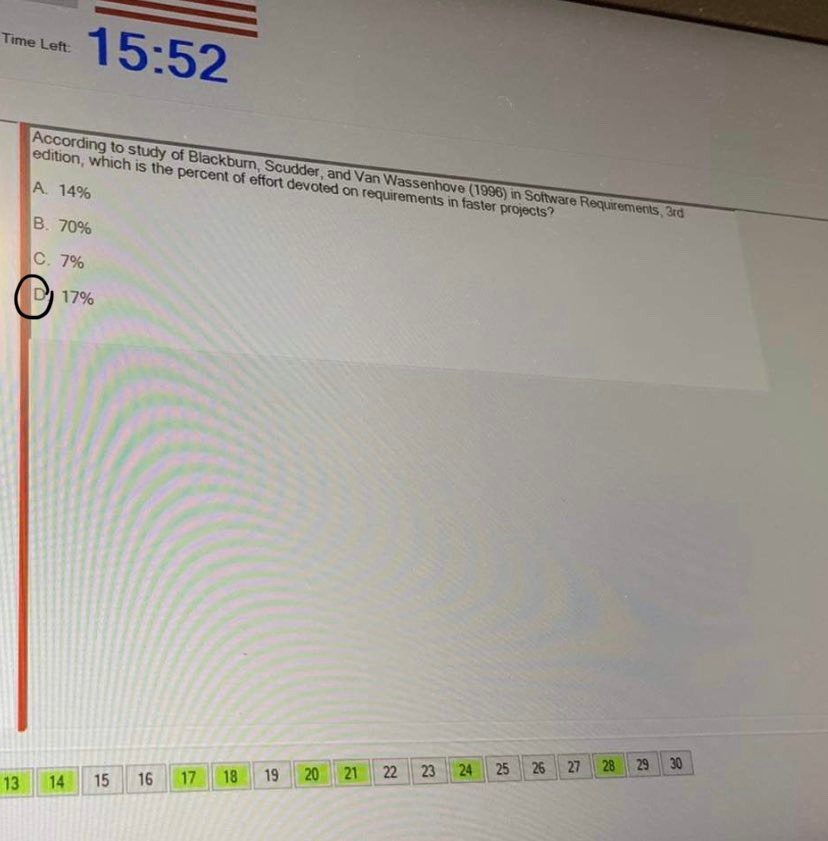 Time Left: 15:52
According to study of Blackburn, Scudder, and Van Wassenhove (1996) in Software Requirements, 3rd
edition, which is the percent of effort devoted on requirements in faster projects?
A. 14%
B. 70%
C. 7%
D. 17%
13 14 15 16 17 18 19 20 21 22 23 24 25 26 27 28 29 30